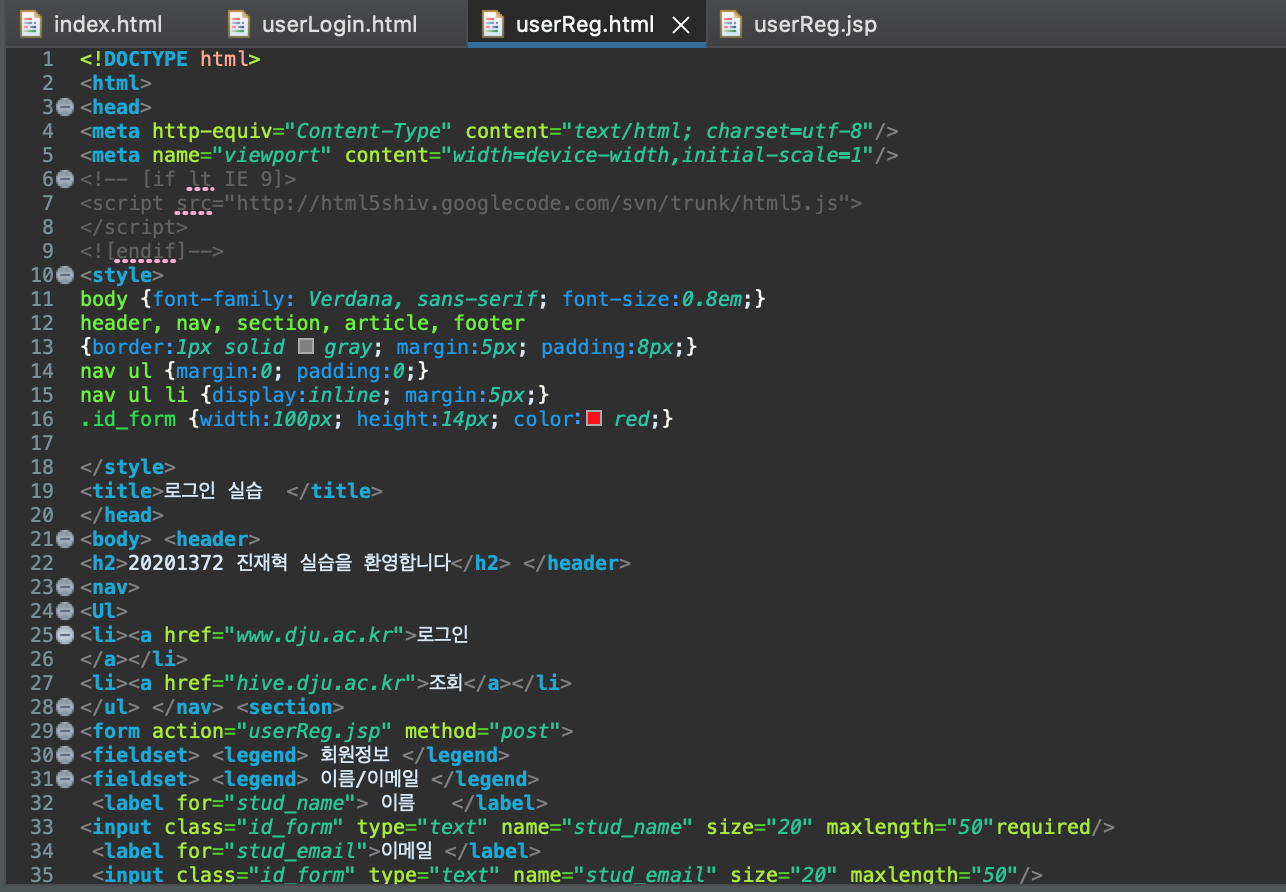 index.html userLogin.html userReg.html userReg.jsp
1 <!DOCTYPE html>
2 <html>
3 <head>
4 <meta http-equiv="Content-Type" content="text/html; charset=utf-8"/>
5 <meta name="viewport" content="width=device-width,initial-scale=1"/>
6 <!-- [if lt IE 9]>
7 <script src="http://html5shiv.googlecode.com/svn/trunk/html5.js">
8 </script>
9 <![endif]-->
10 <style>
11 body {font-family: Verdana, sans-serif; font-size:0.8em;}
12 header, nav, section, article, footer
13 {border:1px solid gray; margin:5px; padding:8px;}
14 nav ul {margin:0; padding:0;}
15 nav ul li {display:inline; margin:5px;}
16 .id_form {width:100px; height:14px; color: red;}
17
18 </style>
19 <title>로그인 실습  </title>
20 </head>
21 <body> <header>
22 <h2>20201372 진재혁 실습을 환영합니다</h2> </header>
23 <nav>
24 <Ul>
25 <li><a href="www.dju.ac.kr">로그인
26 </a></li>
27 <li><a href="hive.dju.ac.kr">조회</a></li>
28 </ul> </nav> <section>
29 <form action="userReg.jsp" method="post">
30 <fieldset> <legend> 회원정보 </legend>
31 <fieldset> <legend> 이름/이메일 </legend>
32  <label for="stud_name"> 이름   </label>
33 <input class="id_form" type="text" name="stud_name" size="20" maxlength="50"required/>
34  <label for="stud_email">이메일 </label>
35  <input class="id_form" type="text" name="stud_email" size="20" maxlength="50"/>